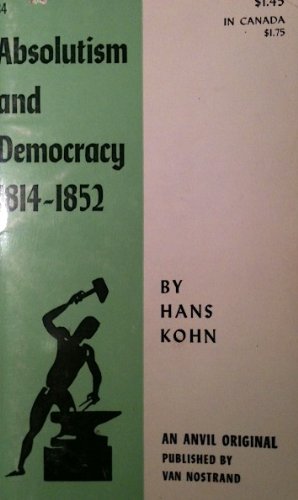 24
$1.45
IN CANADA
$1.75
Absolutism
and
Democracy
1814-1852
BY
HANS
KOHN
AN ANVIL ORIGINAL
PUBLISHED BY
VAN NOSTRAND